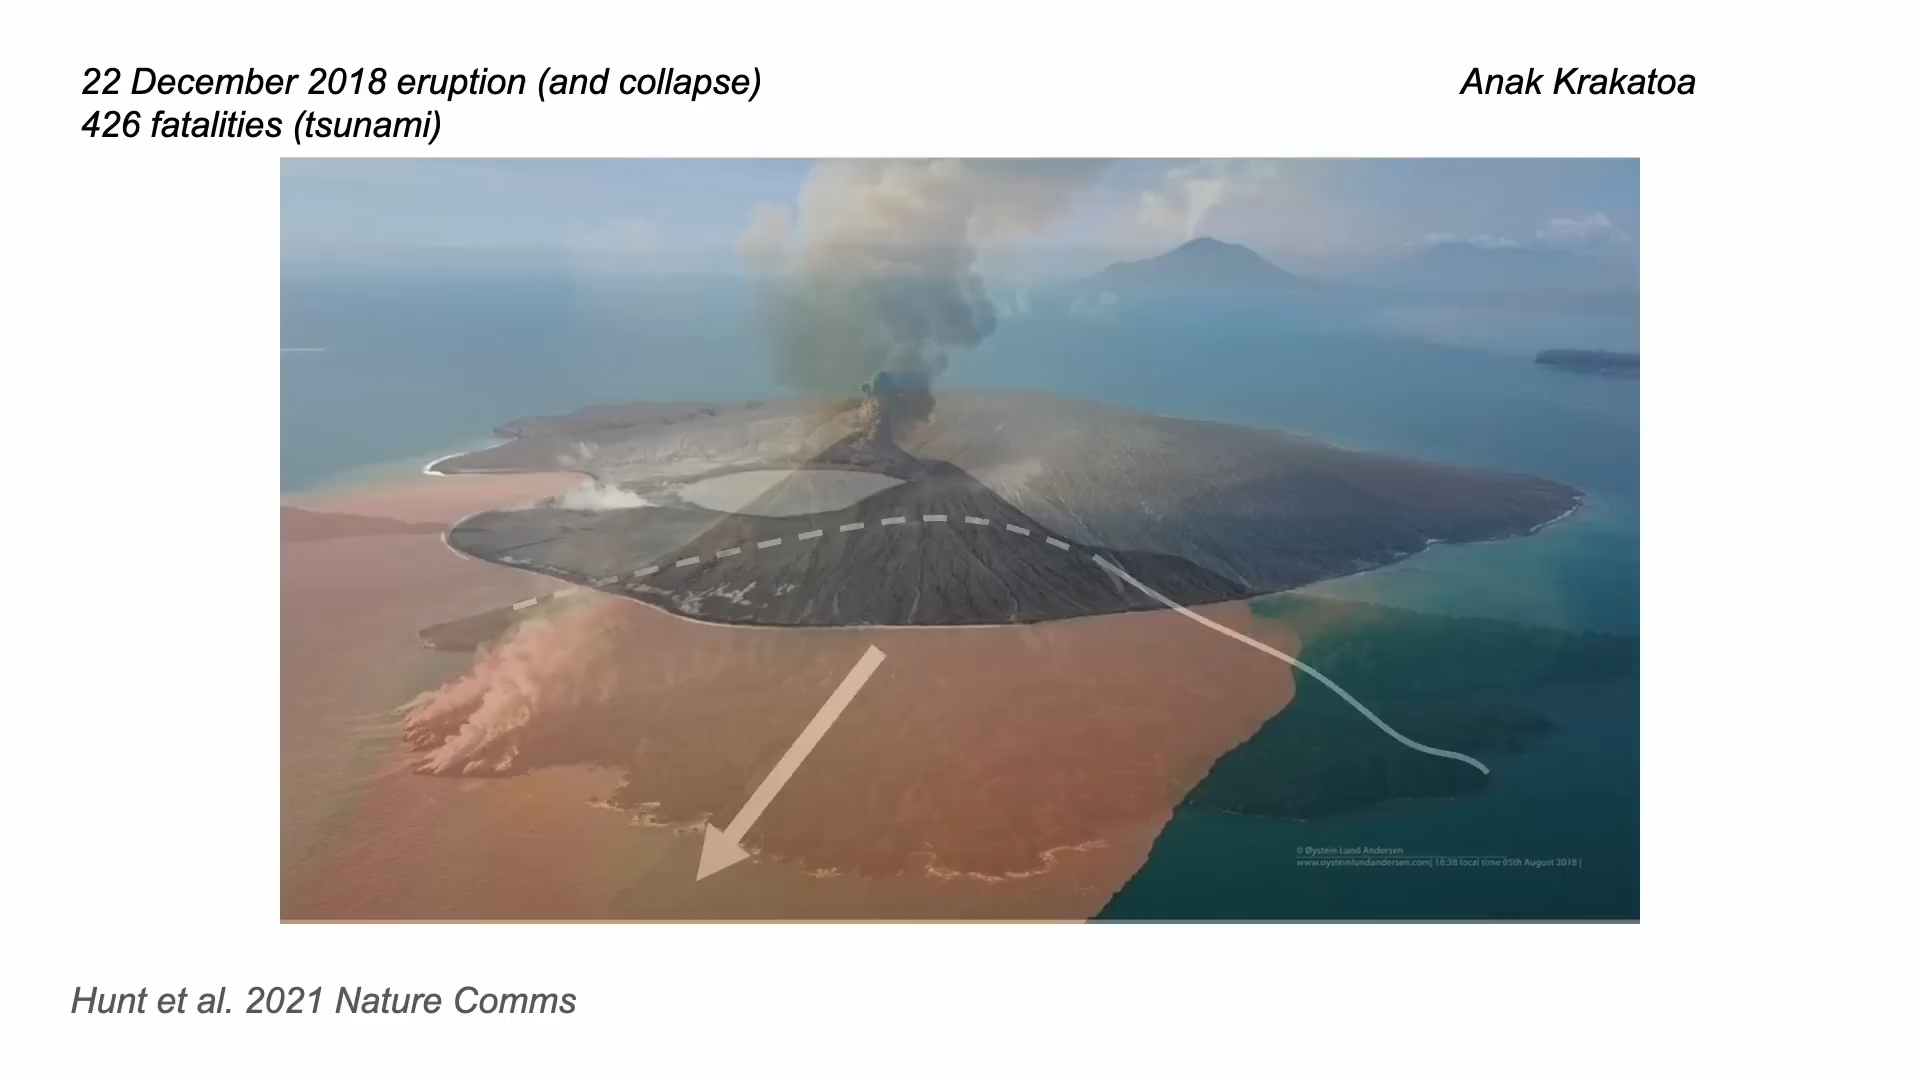 22 December 2018 eruption (and collapse)
426 fatalities (tsunami)
Anak Krakatoa
© Øystein Lund Andersen
www.oysteinlundandersen.com| 16:38 local time 05th August 2018 |
Hunt et al. 2021 Nature Comms